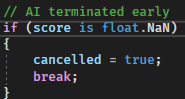 // AI terminated early
if (score is float.NaN)
{
cancelled = true;
break;
}